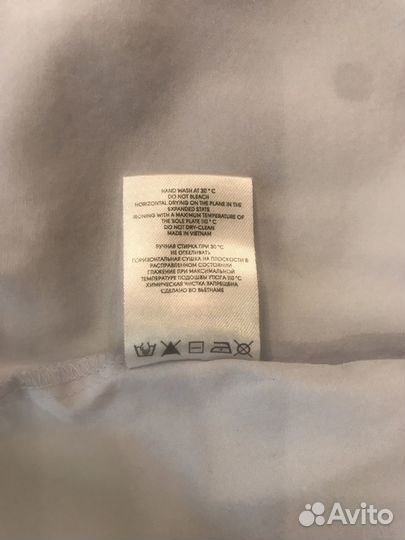 HAND WASH AT 30 °C
DO NOT BLEACH
HORIZONTAL DRYING ON THE PLANE IN THE
EXPANDED STATE
IRONING WITH A MAXIMUM TEMPERATURE OF
THE SOLE PLATE 110 °C
DO NOT DRY-CLEAN
MADE IN VIETNAM
РУЧНАЯ СТИРКА ПРИ 30 °C
НЕ ОТБЕЛИВАТЬ
ГОРИЗОНТАЛЬНАЯ СУШКА НА ПЛОСКОСТИ В
РАСПРАВЛЕННОМ СОСТОЯНИИ
ГЛАЖЕНИЕ ПРИ МАКСИМАЛЬНОЙ
ТЕМПЕРАТУРЕ ПОДОШВЫ УТЮГА 110 °C
ХИМИЧЕСКАЯ ЧИСТКА ЗАПРЕЩЕНА
СДЕЛАНО ВО ВЬЕТНАМЕ
Avito